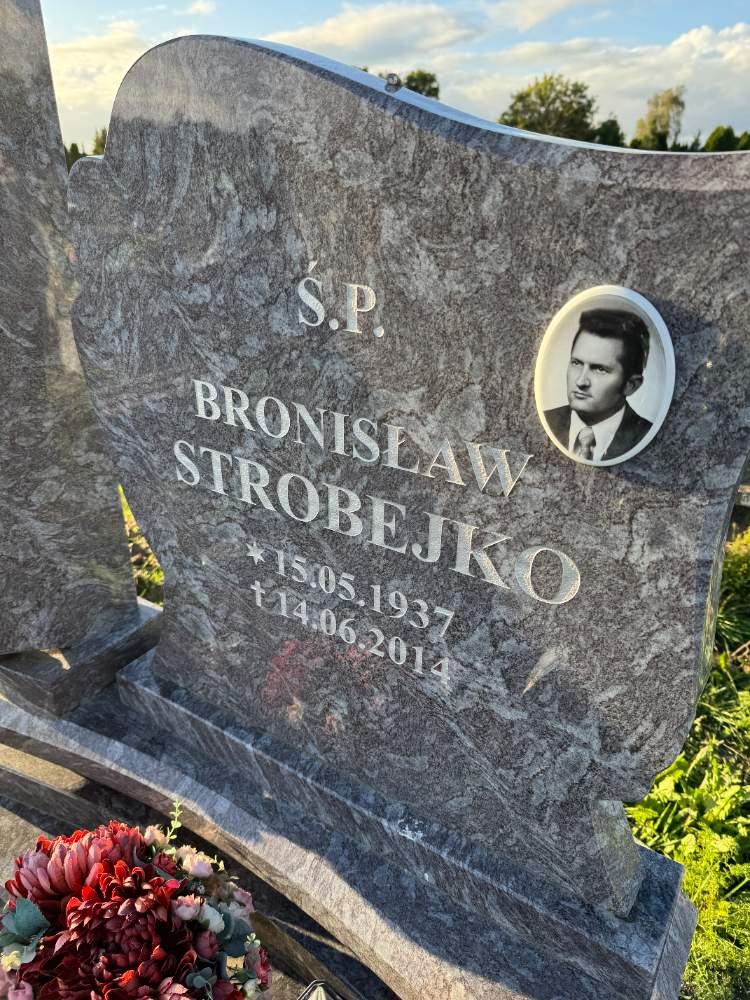 Ś.P.
BRONISŁAW
STROBEJKO
★15.05.1937
✝14.06.2014